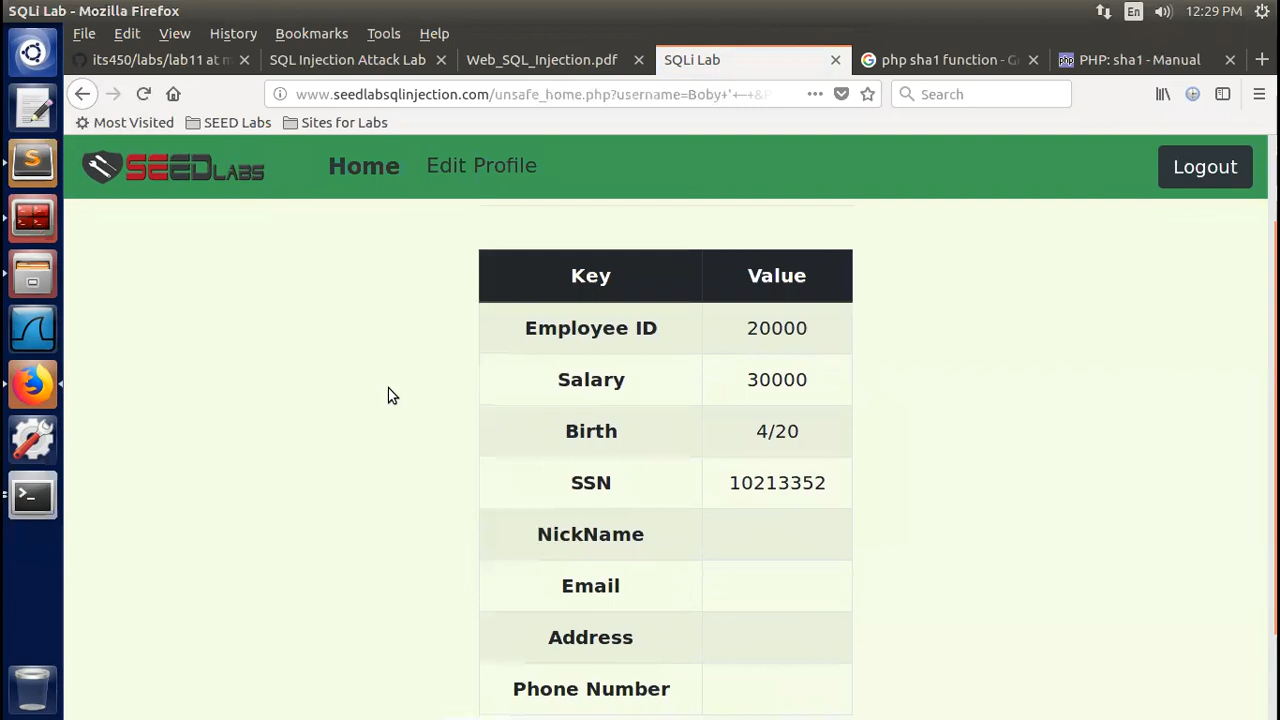 SQLi Lab - Mozilla Firefox
En
12:29 PM
File Edit View History Bookmarks Tools Help
its450/labs/lab11 at m
SQL Injection Attack Lab
Web_SQL_Injection.pdf
SQLi Lab
php sha1 function - G
PHP: sha1 - Manual
www.seedlabsqlinjection.com/unsafe_home.php?username=Boby+'
Search
Most Visited
SEED Labs
Sites for Labs
SEEDLABS
Home
Edit Profile
Logout
Key Value
Employee ID 20000
Salary 30000
Birth 4/20
SSN 10213352
NickName
Email
Address
Phone Number